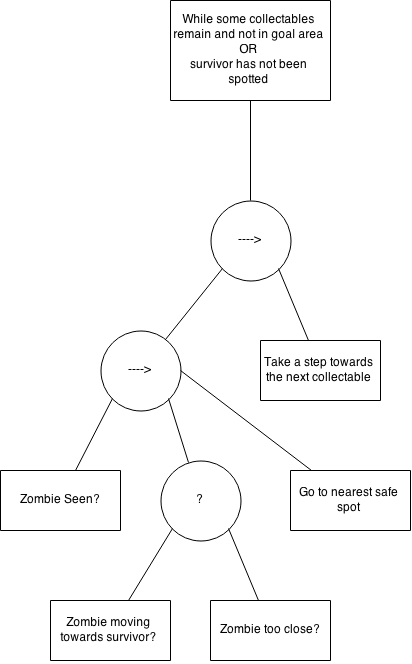 While some collectables
remain and not in goal area
OR
survivor has not been
spotted
---->
Take a step towards
the next collectable
---->
Zombie Seen?
?
Go to nearest safe
spot
Zombie moving
towards survivor?
Zombie too close?